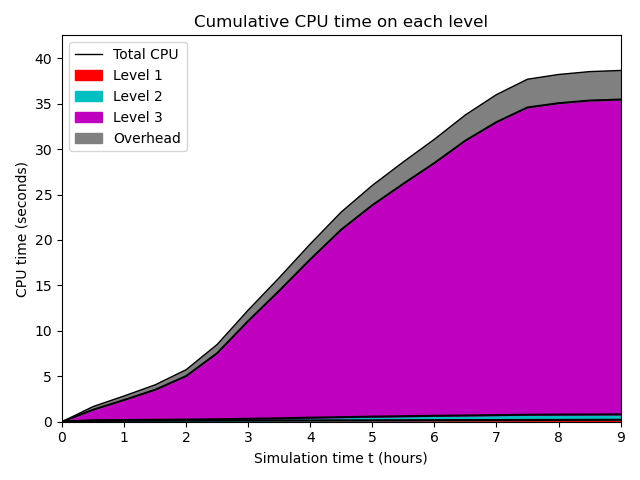 Cumulative CPU time on each level
Total CPU
Level 1
Level 2
Level 3
Overhead
CPU time (seconds)
40
35
30
25
20
15
10
5
0
0 1 2 3 4 5 6 7 8 9
Simulation time t (hours)